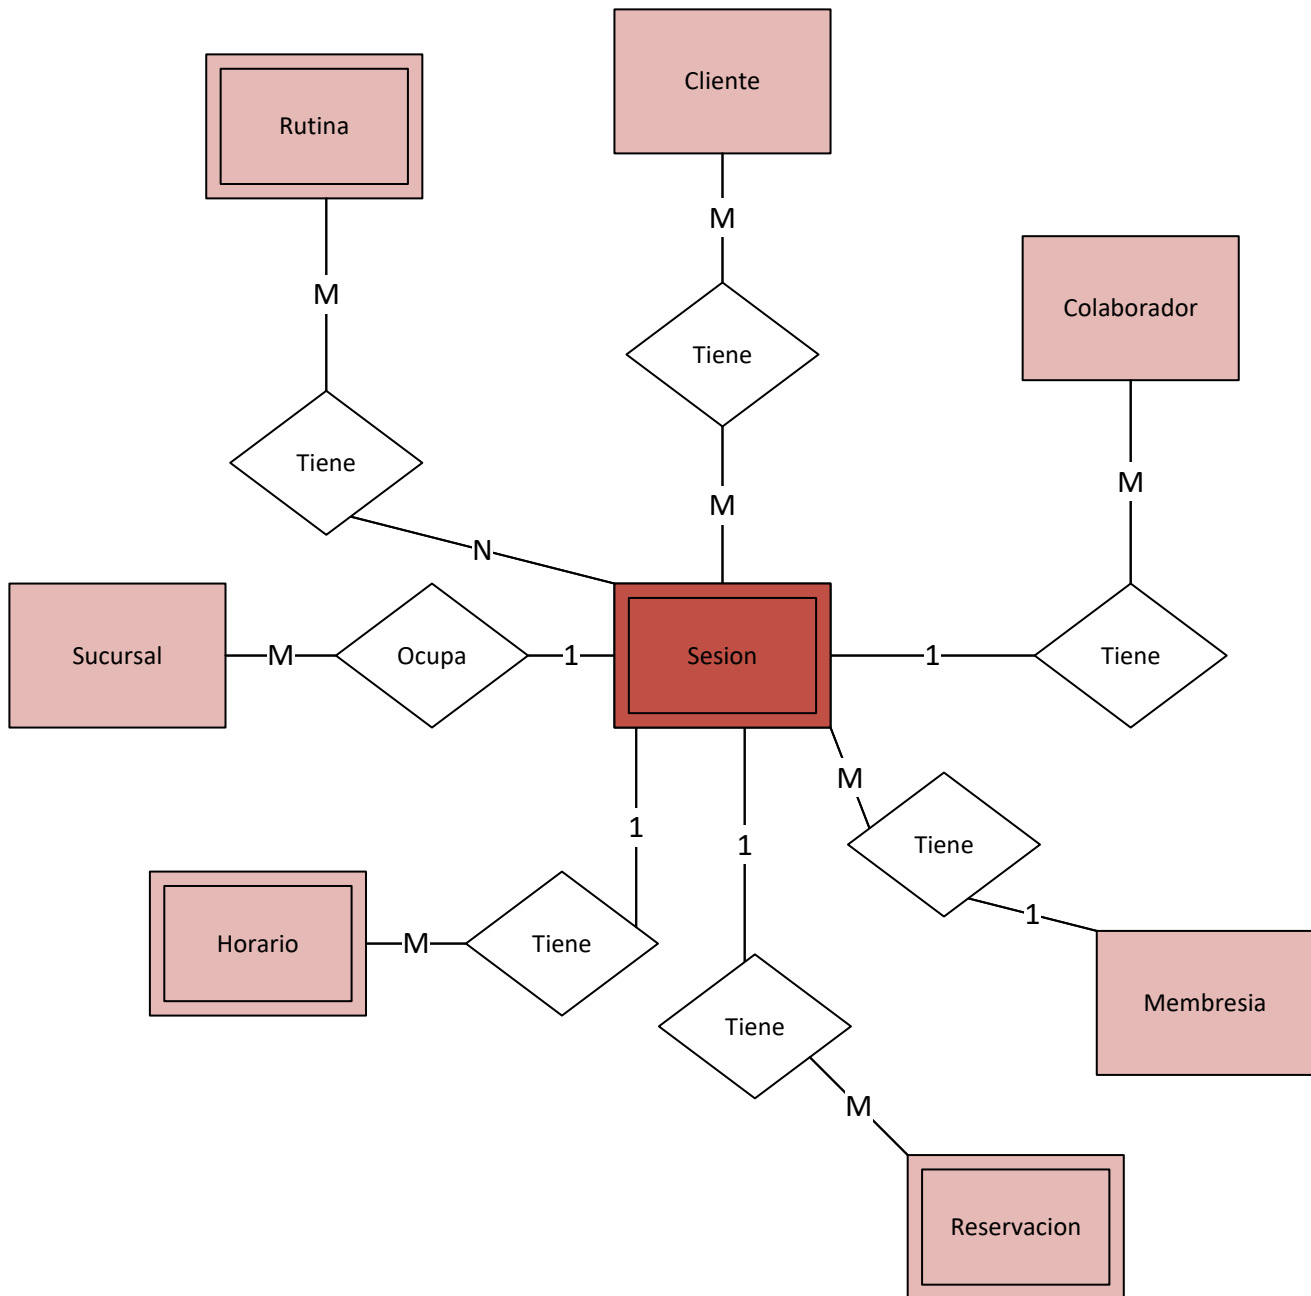 Cliente
Rutina
M
Colaborador
M
Tiene
Tiene
M
M
N
Sucursal
M
Ocupa
1
Sesion
1
Tiene
M
1
1
Tiene
Horario
M
Tiene
1
Membresia
Tiene
M
Reservacion